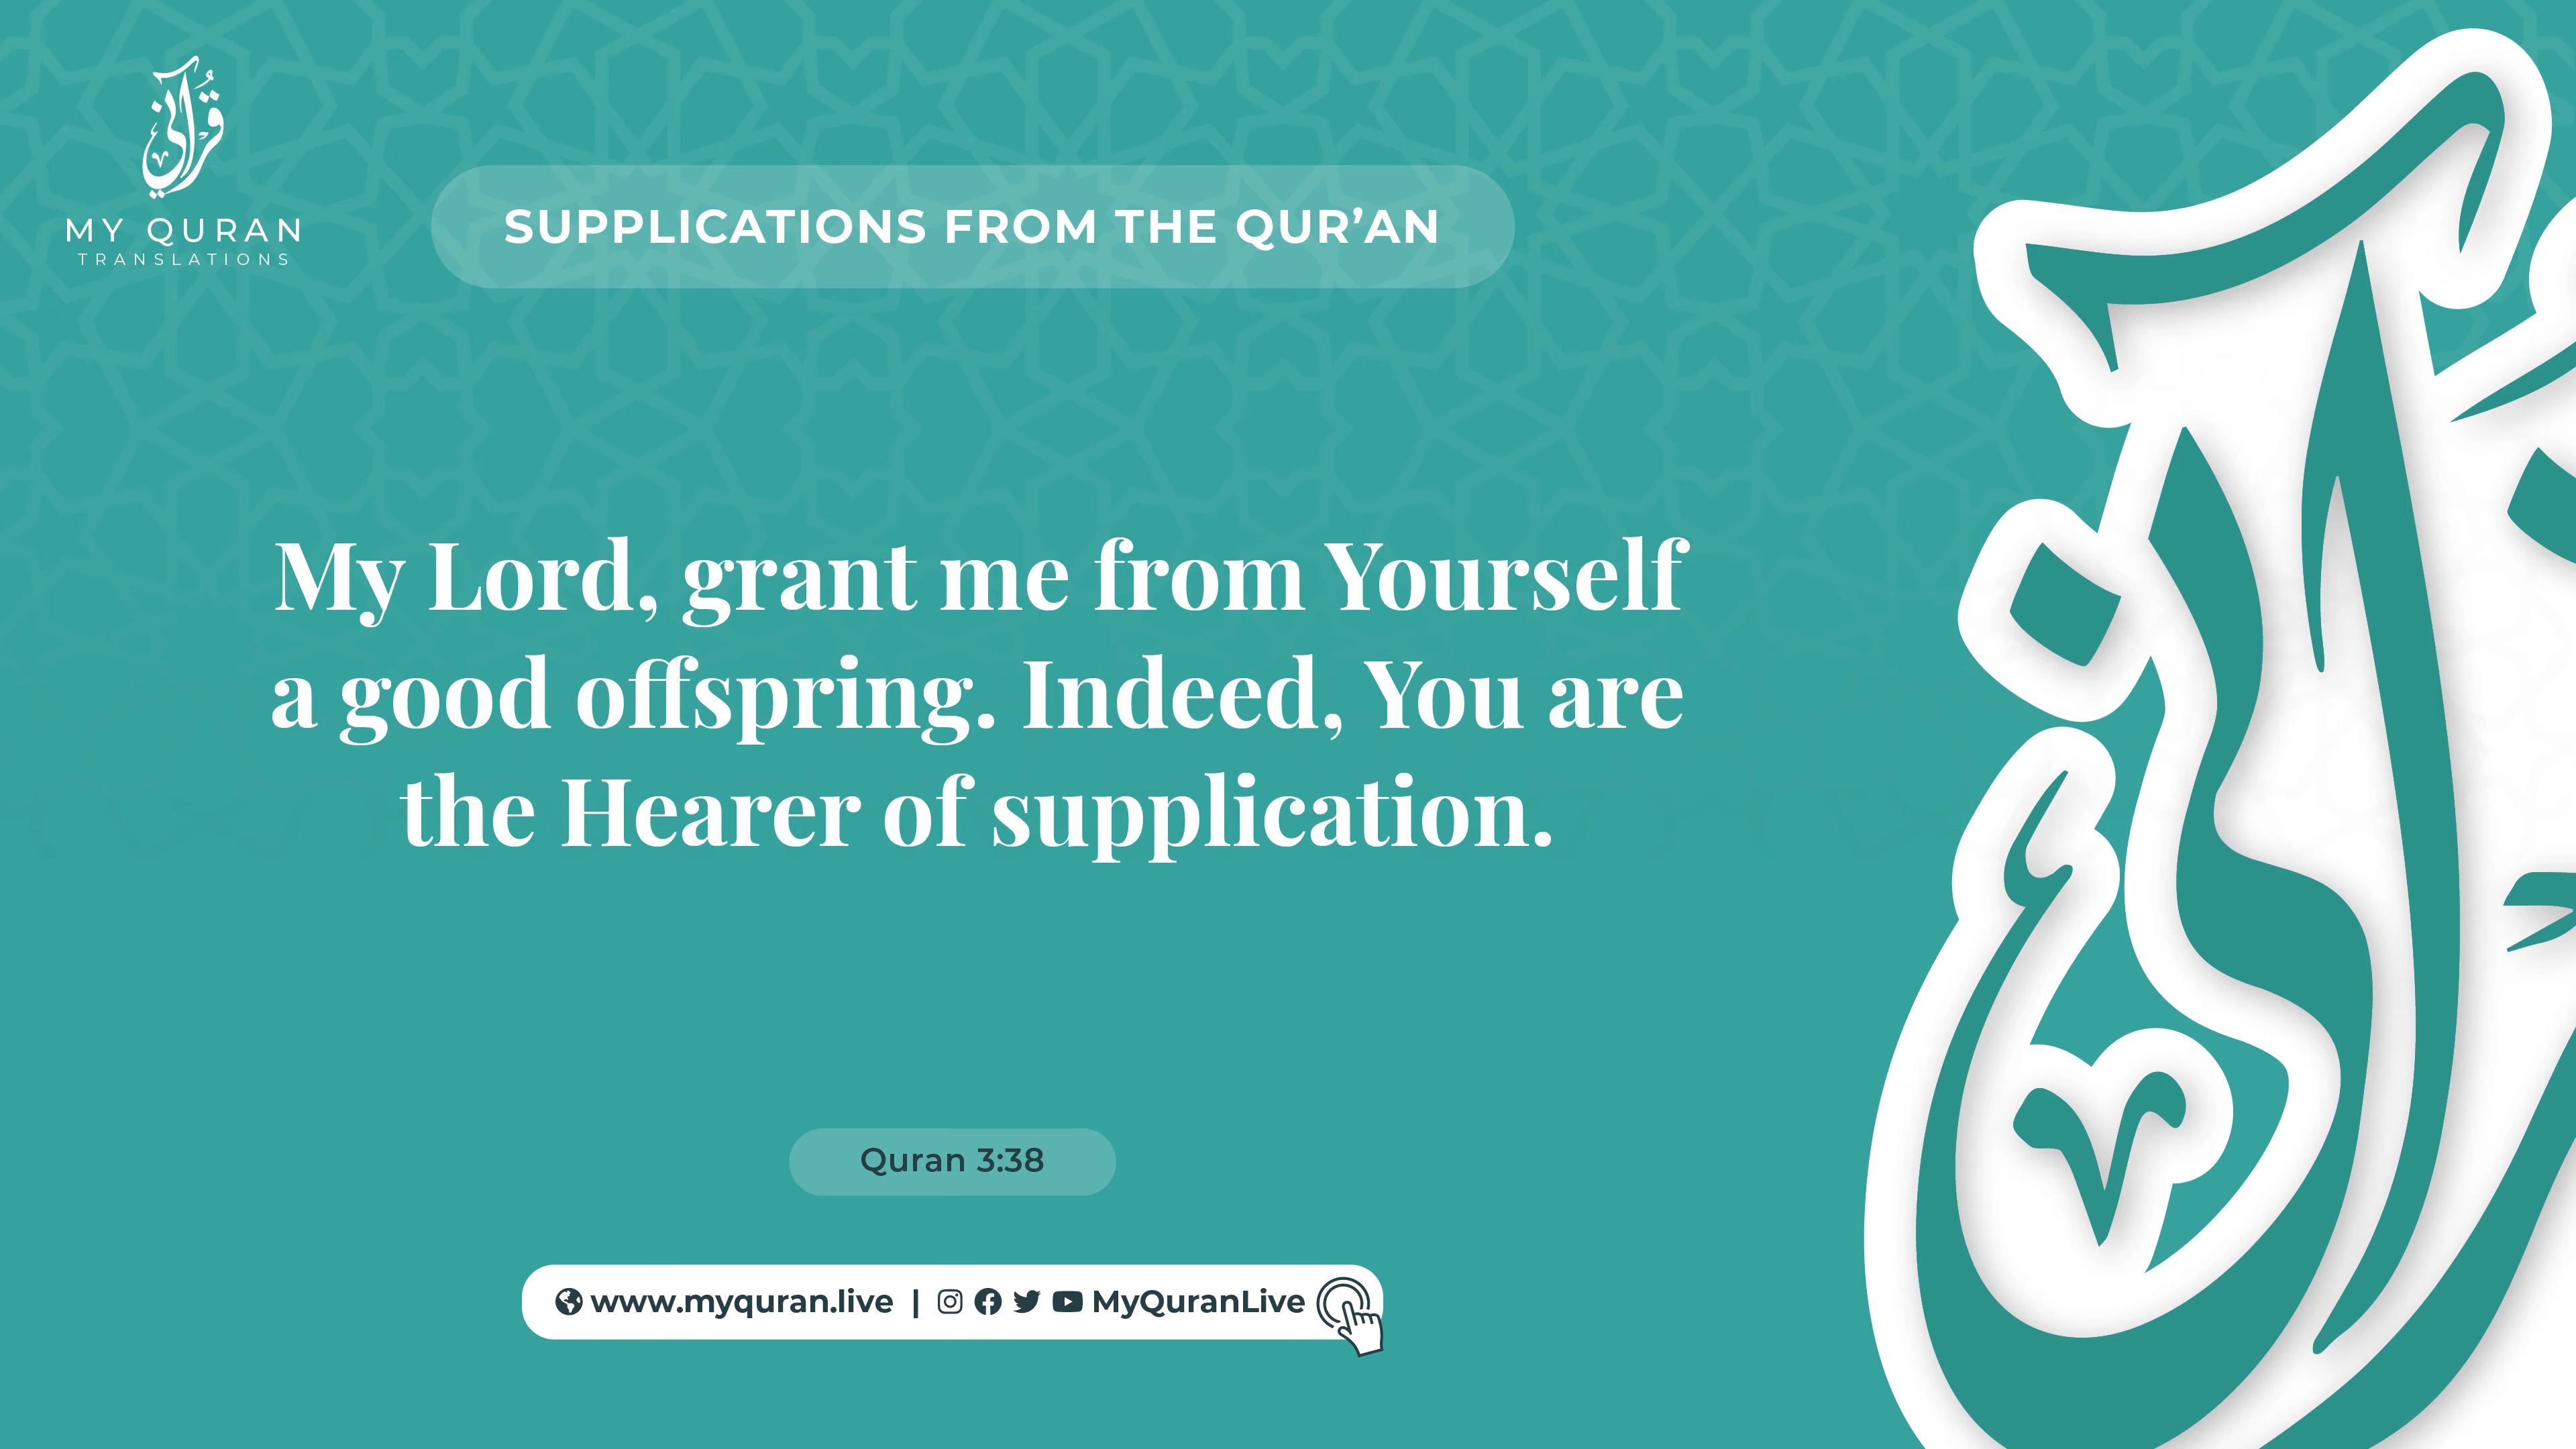 قرآني
MY QURAN
TRANSLATIONS
SUPPLICATIONS FROM THE QUR’AN
My Lord, grant me from Yourself
a good offspring. Indeed, You are
the Hearer of supplication.
Quran 3:38
www.myquran.live | MyQuranLive